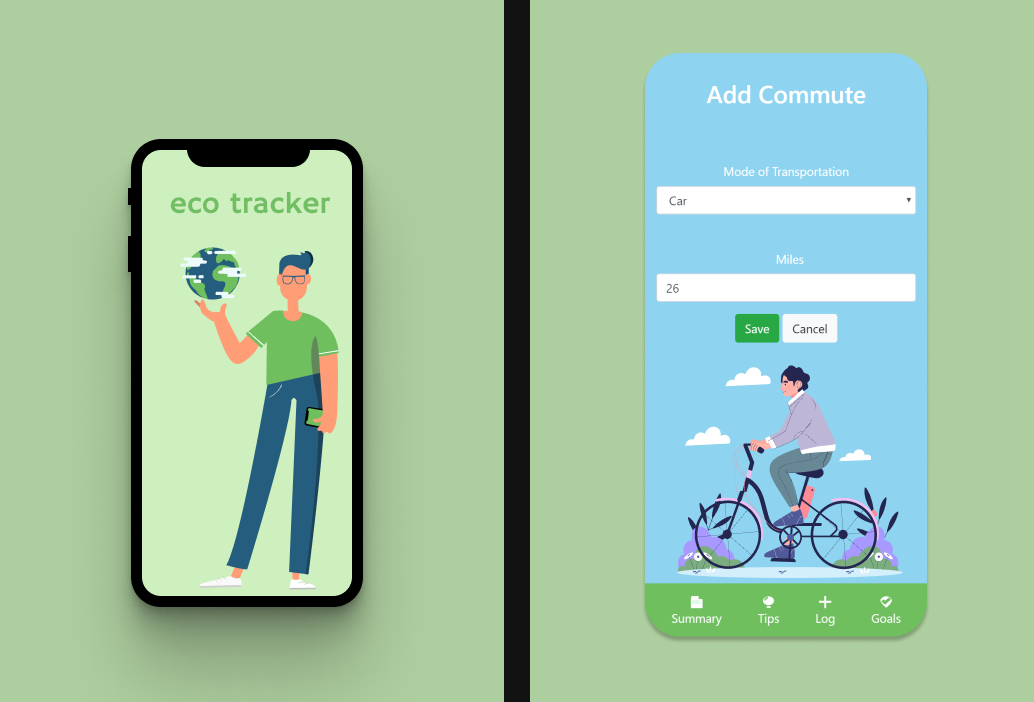 eco tracker
Add Commute
Mode of Transportation
Car
Miles
26
Save Cancel
Summary Tips Log Goals